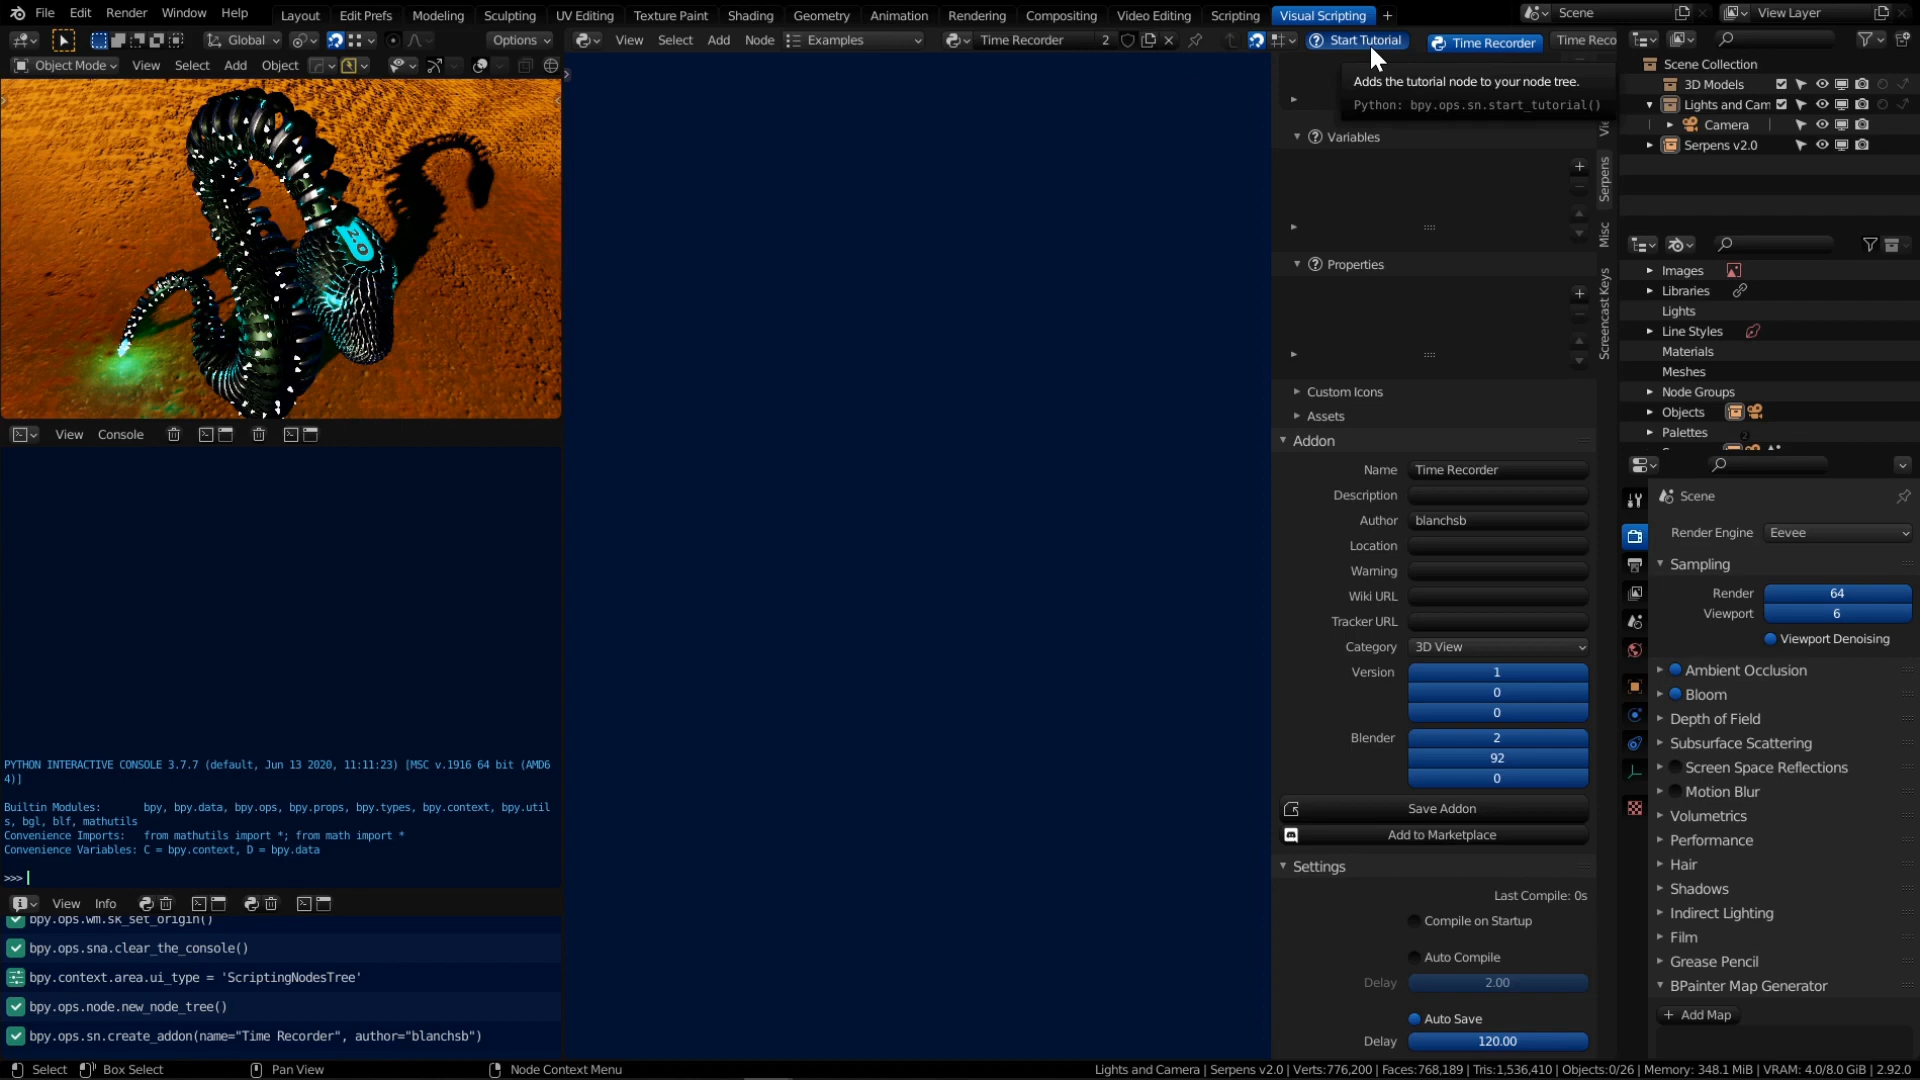 File Edit Render Window Help Layout Edit Prefs Modeling Sculpting UV Editing Texture Paint Shading Geometry Animation Rendering Compositing Video Editing Scripting Visual Scripting + Scene View Layer
Global Options View Select Add Node Examples Time Recorder 2 Start Tutorial Time Recorder Time Reco
Object Mode View Select Add Object
Adds the tutorial node to your node tree.
Python: bpy.ops.sn.start_tutorial()
2.0
View Console
PYTHON INTERACTIVE CONSOLE 3.7.7 (default, Jun 13 2020, 11:11:23) [MSC v.1916 64 bit (AMD6
4)]
Builtin Modules: bpy, bpy.data, bpy.ops, bpy.props, bpy.types, bpy.context, bpy.util
s, bgl, blf, mathutils
Convenience Imports: from mathutils import *; from math import *
Convenience Variables: C = bpy.context, D = bpy.data
>>>
View Info
bpy.ops.wm.sk_set_origin()
bpy.ops.sna.clear_the_console()
bpy.context.area.ui_type = 'ScriptingNodesTree'
bpy.ops.node.new_node_tree()
bpy.ops.sn.create_addon(name="Time Recorder", author="blanchsb")
Variables
Properties
Custom Icons
Assets
Addon
Name Time Recorder
Description
Author blanchsb
Location
Warning
Wiki URL
Tracker URL
Category 3D View
Version 1
0
0
Blender 2
92
0
Save Addon
Add to Marketplace
Settings
Last Compile: 0s
Compile on Startup
Auto Compile
Delay 2.00
Auto Save
Delay 120.00
Serpens
Misc
Screencast Keys
Scene Collection
3D Models
Lights and Cam
Camera
Serpens v2.0
Images
Libraries
Lights
Line Styles
Materials
Meshes
Node Groups
Objects
Palettes
2
Scene
Render Engine Eevee
Sampling
Render 64
Viewport 6
Viewport Denoising
Ambient Occlusion
Bloom
Depth of Field
Subsurface Scattering
Screen Space Reflections
Motion Blur
Volumetrics
Performance
Hair
Shadows
Indirect Lighting
Film
Grease Pencil
BPainter Map Generator
+ Add Map
Select Box Select Pan View Node Context Menu Lights and Camera | Serpens v2.0 | Verts:776,200 | Faces:768,189 | Tris:1,536,410 | Objects:0/26 | Memory: 348.1 MiB | VRAM: 4.0/8.0 GiB | 2.92.0